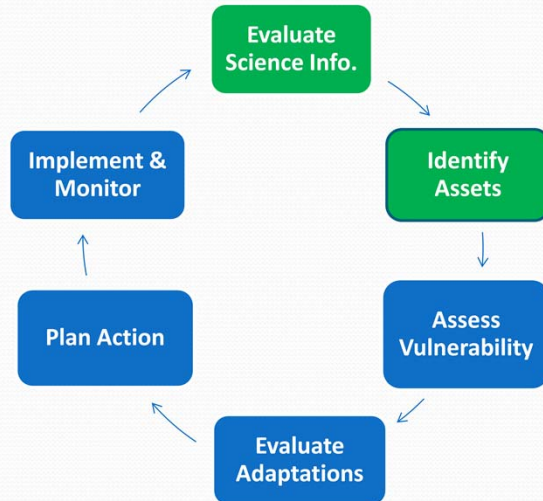 Evaluate
Science Info.
Identify
Assets
Assess
Vulnerability
Evaluate
Adaptations
Plan Action
Implement &
Monitor